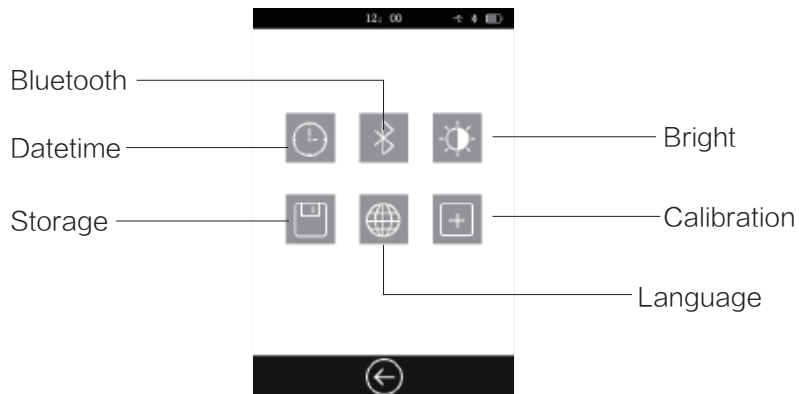 12: 00
Bluetooth
Datetime
Bright
Storage
Calibration
Language